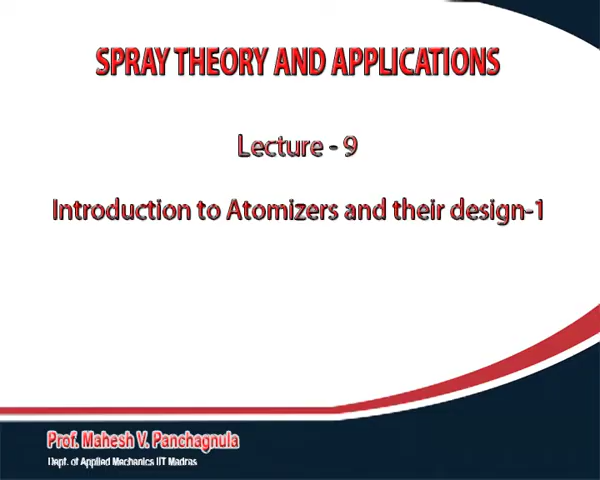 SPRAY THEORY AND APPLICATIONS
Lecture - 9
Introduction to Atomizers and their design-1
Prof. Mahesh V. Panchagnula
Dept. of Applied Mechanics IIT Madras